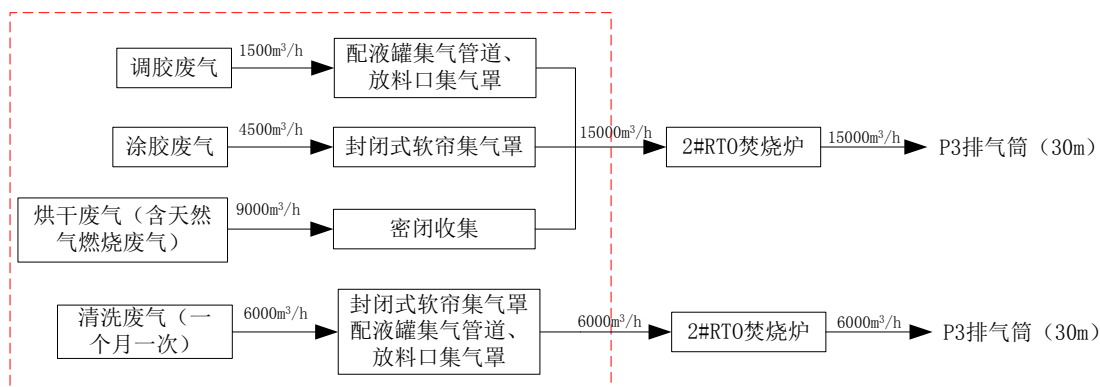 调胶废气
1500m³/h
配液罐集气管道、
放料口集气罩
涂胶废气
4500m³/h
封闭式软帘集气罩
15000m³/h
2#RTO焚烧炉
15000m³/h
P3排气筒（30m）
烘干废气（含天然
气燃烧废气）
9000m³/h
密闭收集
清洗废气（一
个月一次）
6000m³/h
封闭式软帘集气罩
配液罐集气管道、
放料口集气罩
6000m³/h
2#RTO焚烧炉
6000m³/h
P3排气筒（30m）